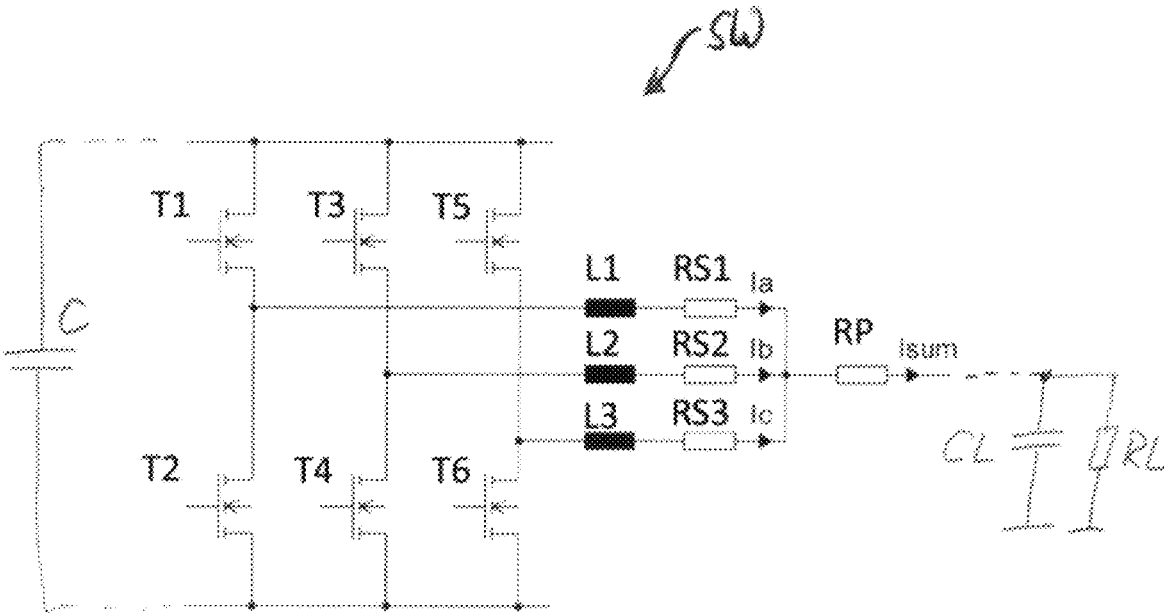 SW
T1 T3 T5
L1 RS1 Ia
C
L2 RS2 Ib RP Isum
L3 RS3 Ic
T2 T4 T6 CL RL